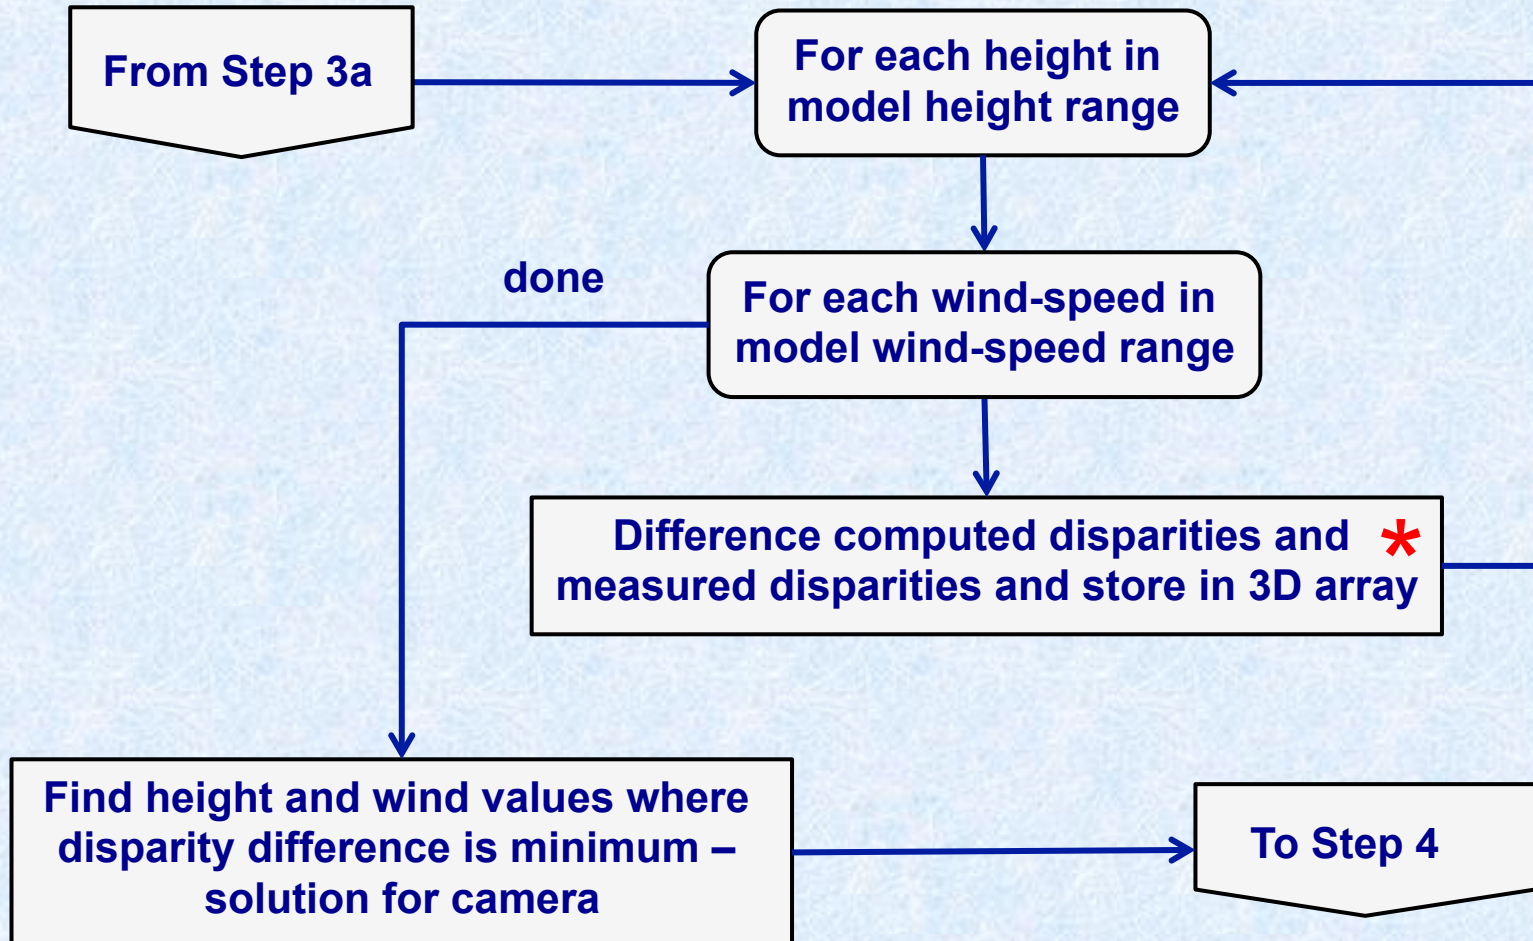 From Step 3a
For each height in
model height range
done
For each wind-speed in
model wind-speed range
Difference computed disparities and *
measured disparities and store in 3D array
Find height and wind values where
disparity difference is minimum –
solution for camera
To Step 4